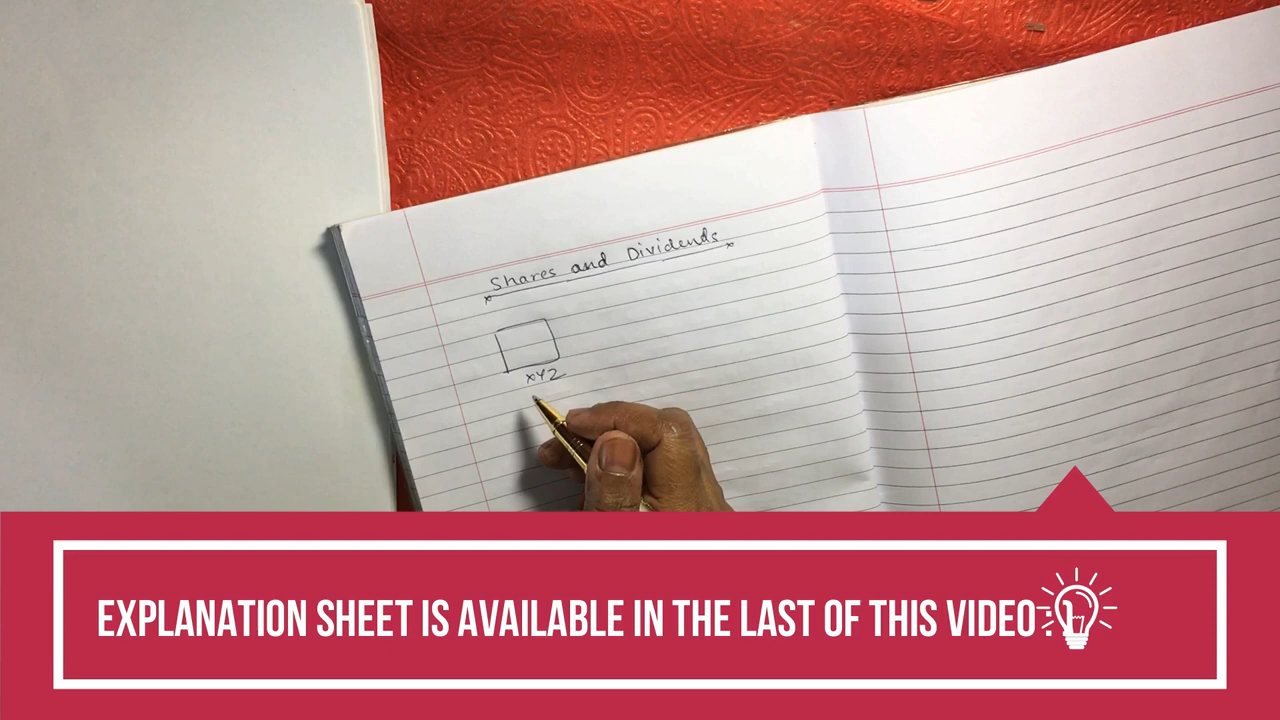 Shares and Dividends
XYZ
EXPLANATION SHEET IS AVAILABLE IN THE LAST OF THIS VIDEO .